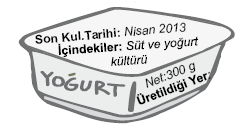 Son Kul.Tarihi: Nisan 2013
İçindekiler: Süt ve yoğurt
kültürü
YOĞURT
Net:300 g
Üretildiği Yer: